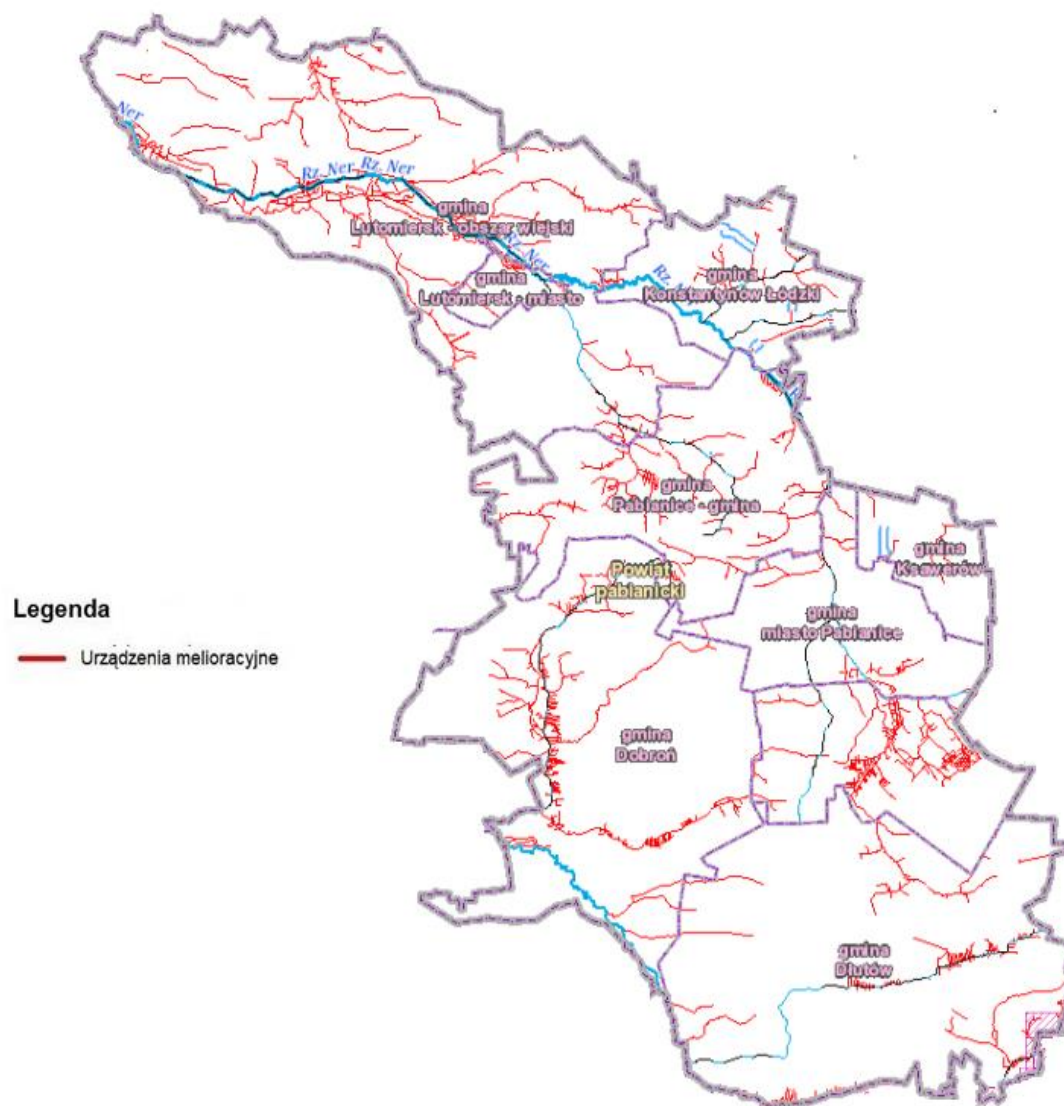 Ner
Rz. Ner Rz. Ner
gmina
Lutomiersk - obszar wiejski
Rz. Ner
gmina
Lutomiersk - miasto
Rz.
gmina
Konstantynów Łódzki
gmina
Pabianice - gmina
gmina
Ksawerów
Powiat
pabianicki
gmina
miasto Pabianice
Legenda
Urządzenia melioracyjne
gmina
Dobroń
gmina
Dłutów